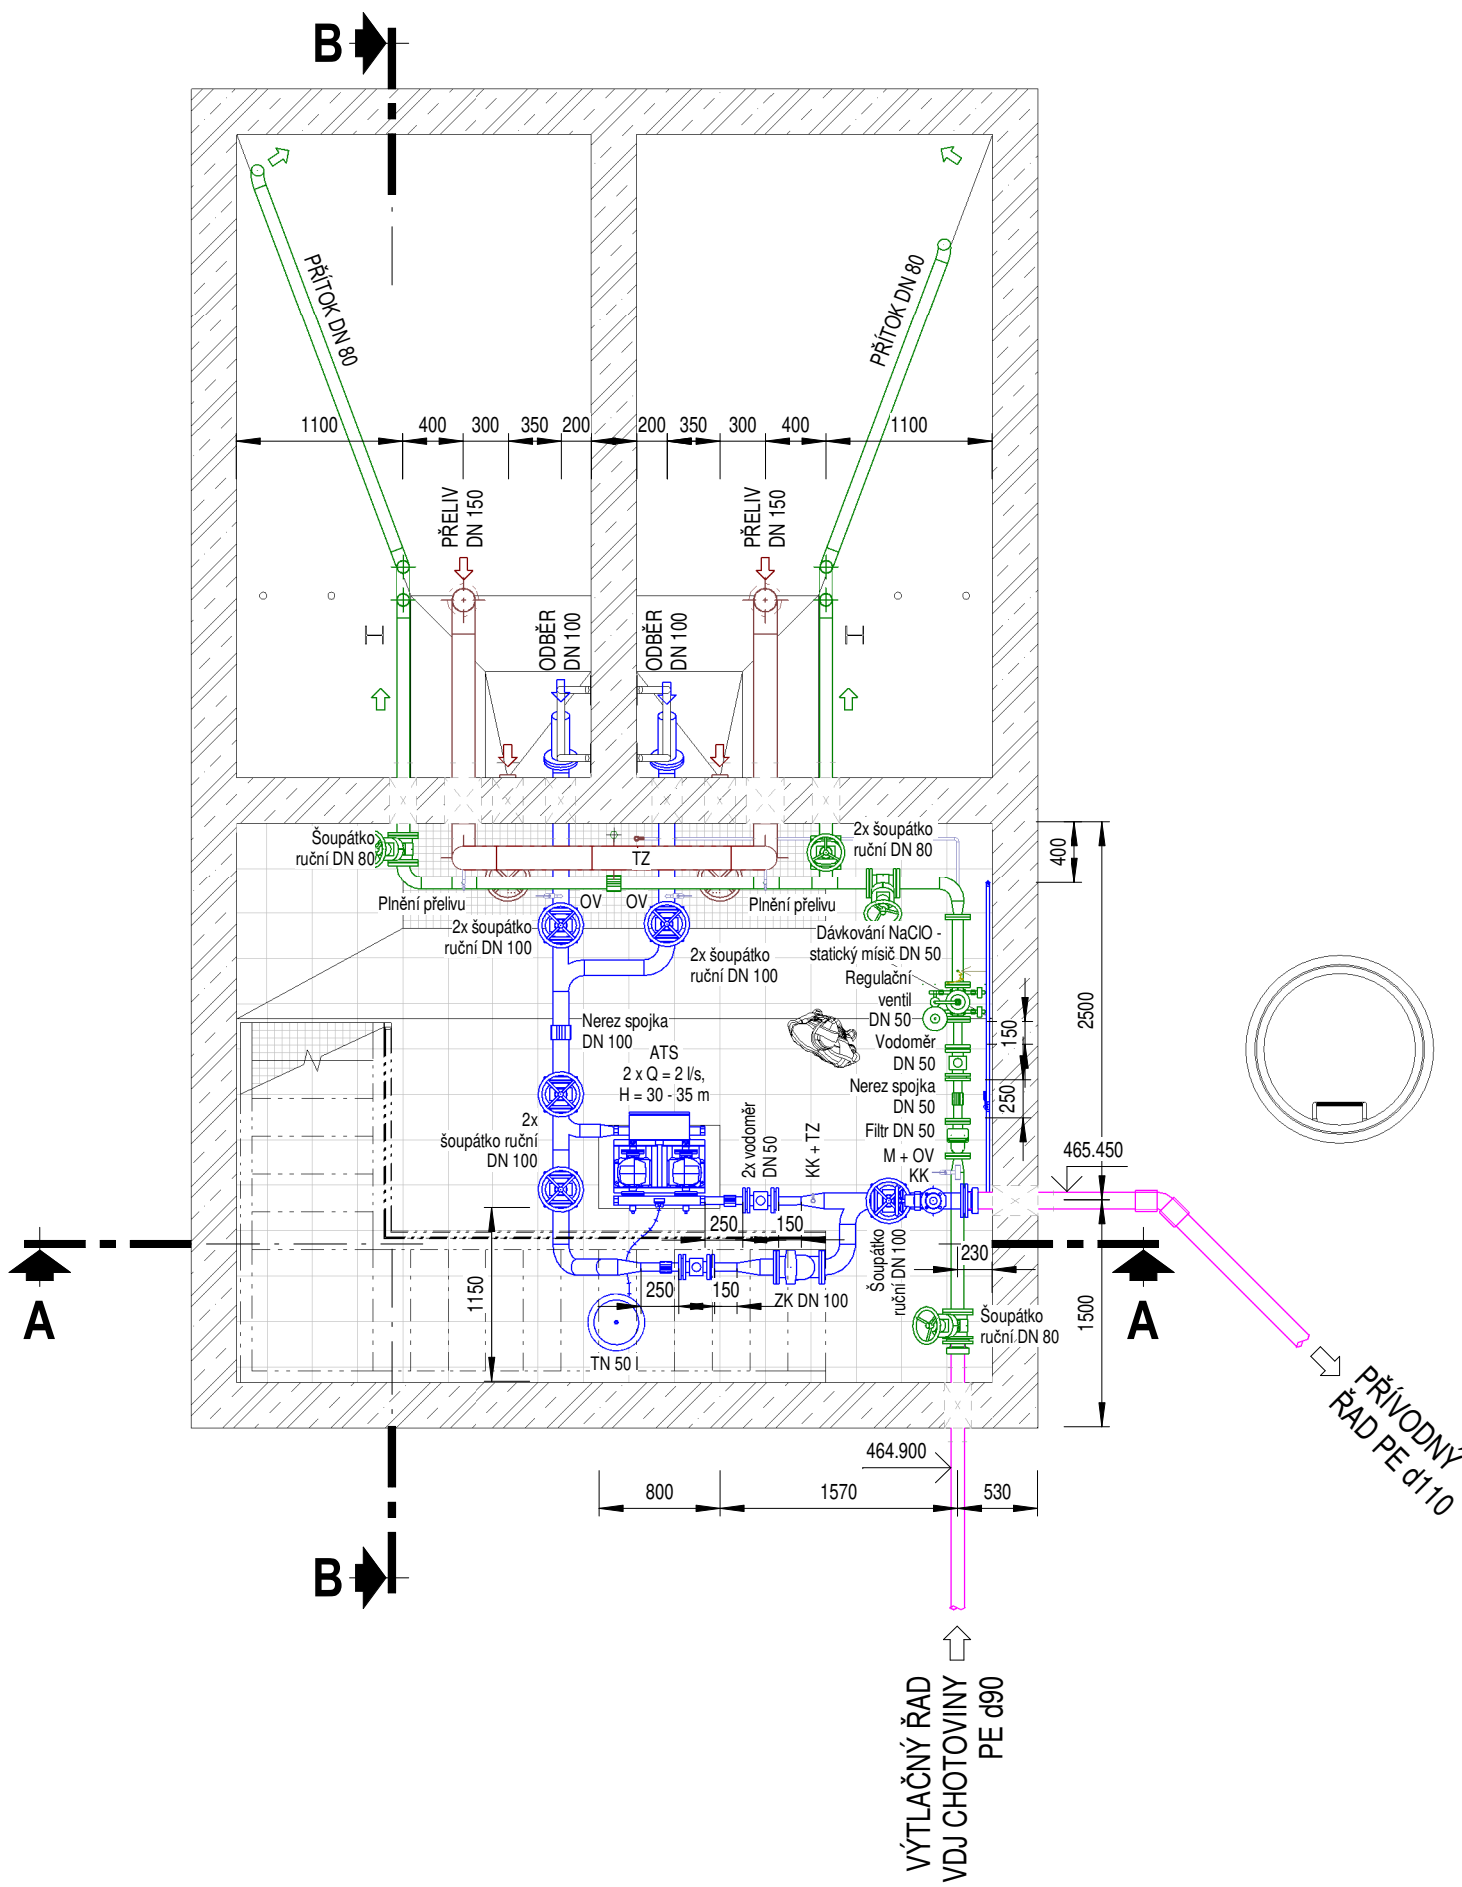 B
PŘÍTOK DN 80
PŘÍTOK DN 80
1100
400
300
350
200
200
350
300
400
1100
PŘELIV
DN 150
PŘELIV
DN 150
ODBĚR
DN 100
ODBĚR
DN 100
Šoupátko
ruční DN 80
TZ
2x šoupátko
ruční DN 80
400
Plnění přelivu
OV
OV
Plnění přelivu
2x šoupátko
ruční DN 100
2x šoupátko
ruční DN 100
Dávkování NaClO -
statický mísič DN 50
Regulační
ventil
DN 50
2500
150
Nerez spojka
DN 100
Vodoměr
DN 50
ATS
2 x Q = 2 l/s,
H = 30 - 35 m
Nerez spojka
DN 50
250
2x
šoupátko ruční
DN 100
2x vodoměr
DN 50
KK + TZ
Filtr DN 50
M + OV
KK
465.450
250
150
Šoupátko
ruční DN 100
230
A
A
1150
250
150
ZK DN 100
1500
Šoupátko
ruční DN 80
TN 50 l
PŘÍVODNÝ
ŘAD PE d110
464.900
800
1570
530
B
VÝTLAČNÝ ŘAD
VDJ CHOTOVINY
PE d90